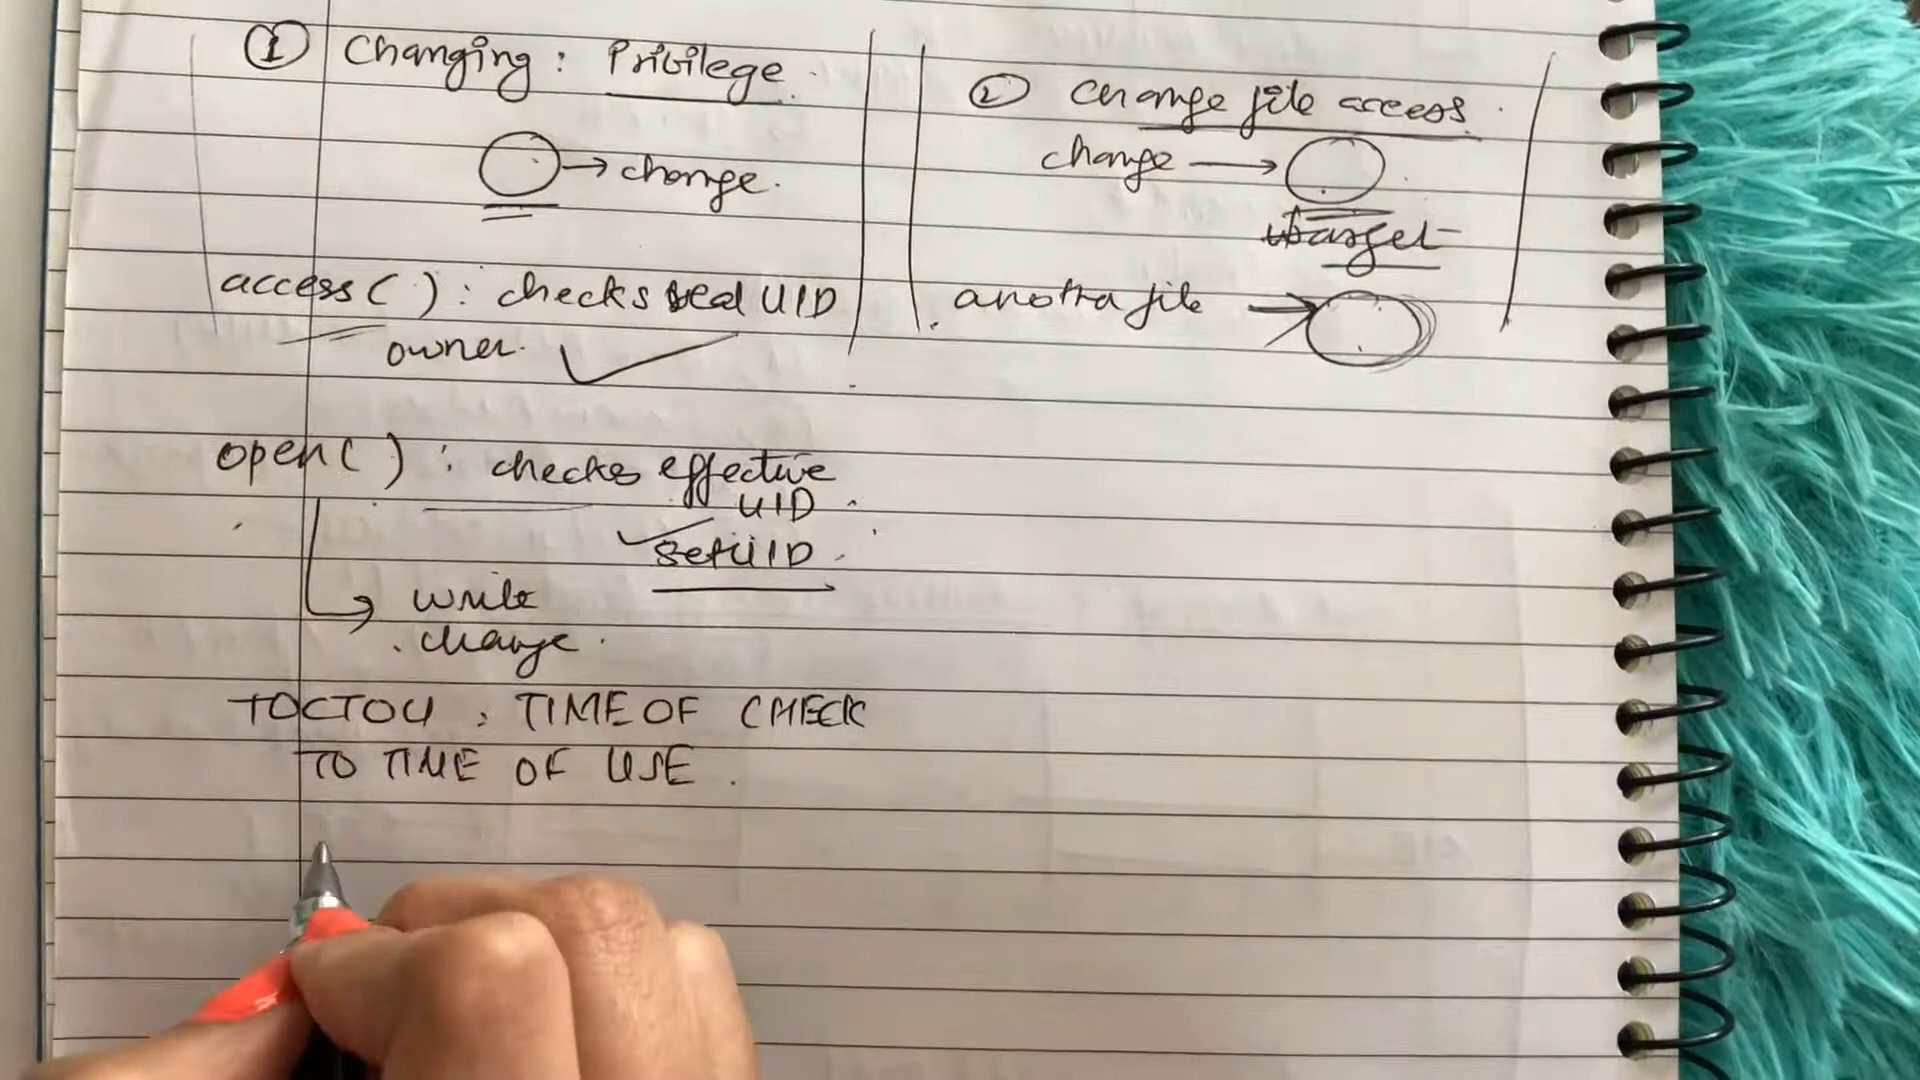 ① Changing : Privilege.
→ change.
access( ) : checks real UID
owner.
open( ) : checks effective
UID.
setUID.
write
change.
TOCTOU : TIME OF CHECK
TO TIME OF USE.
② change file access.
change →
target
another file →